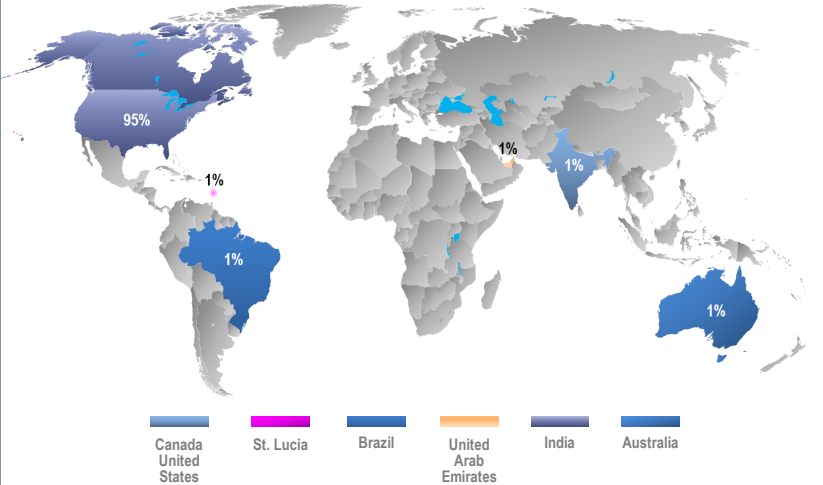 95%
1%
1%
1%
1%
1%
Canada
United
States
St. Lucia
Brazil
United
Arab
Emirates
India
Australia